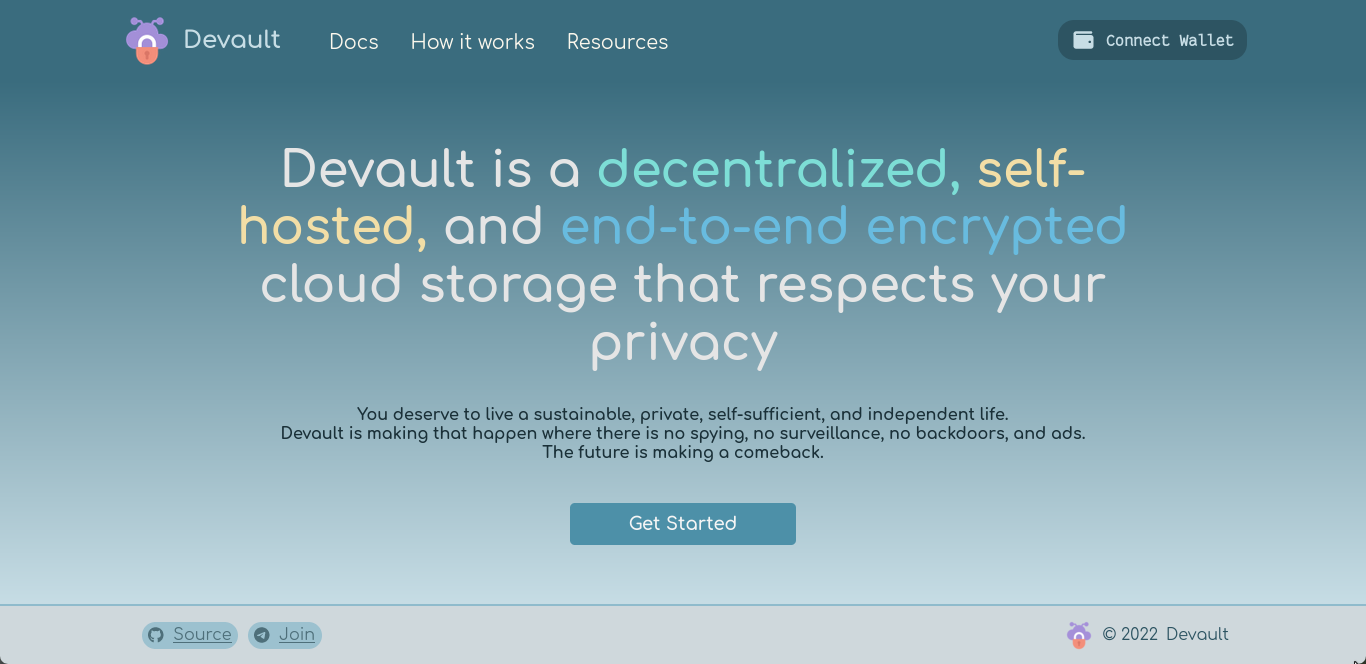 Devault Docs How it works Resources Connect Wallet
Devault is a decentralized, self-
hosted, and end-to-end encrypted
cloud storage that respects your
privacy
You deserve to live a sustainable, private, self-sufficient, and independent life.
Devault is making that happen where there is no spying, no surveillance, no backdoors, and ads.
The future is making a comeback.
Get Started
Source Join © 2022 Devault